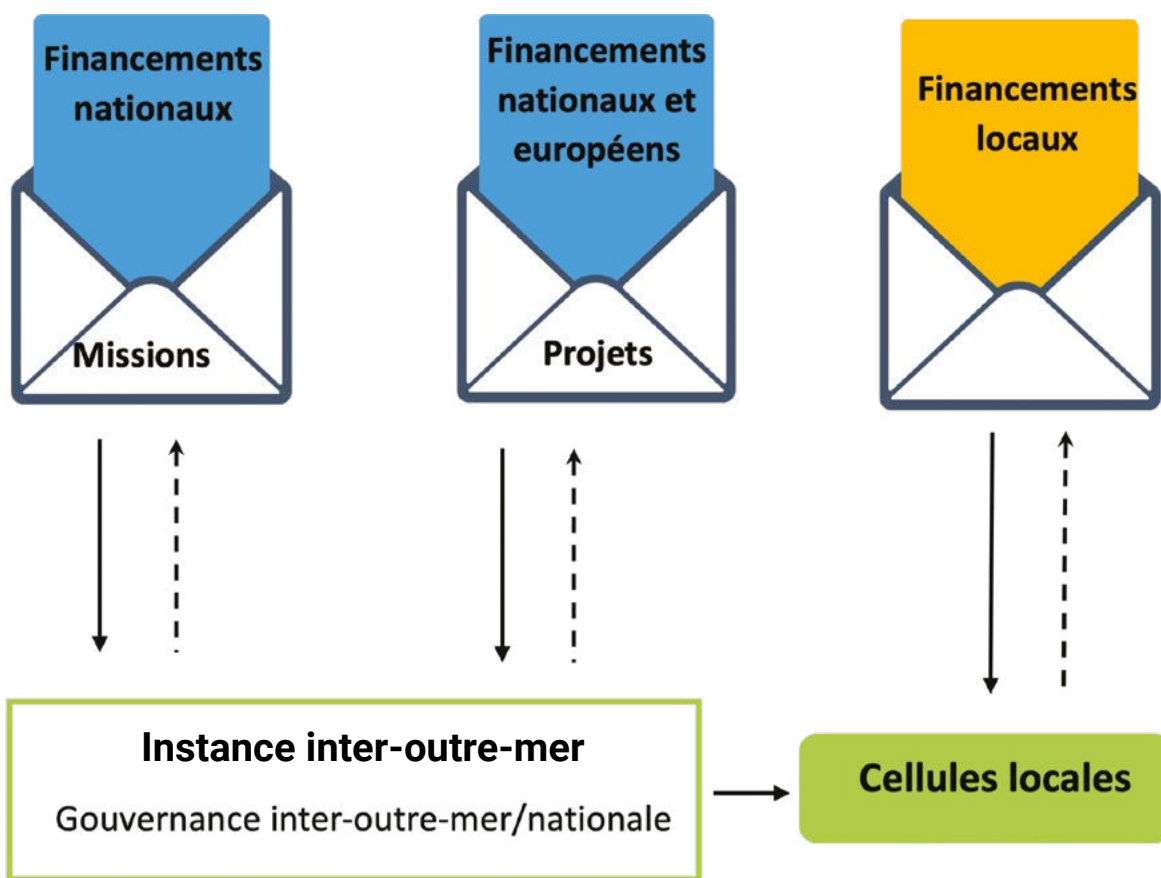 Financements
nationaux
Financements
nationaux et
européens
Financements
locaux
Missions
Projets
Instance inter-outre-mer
Gouvernance inter-outre-mer/nationale
Cellules locales